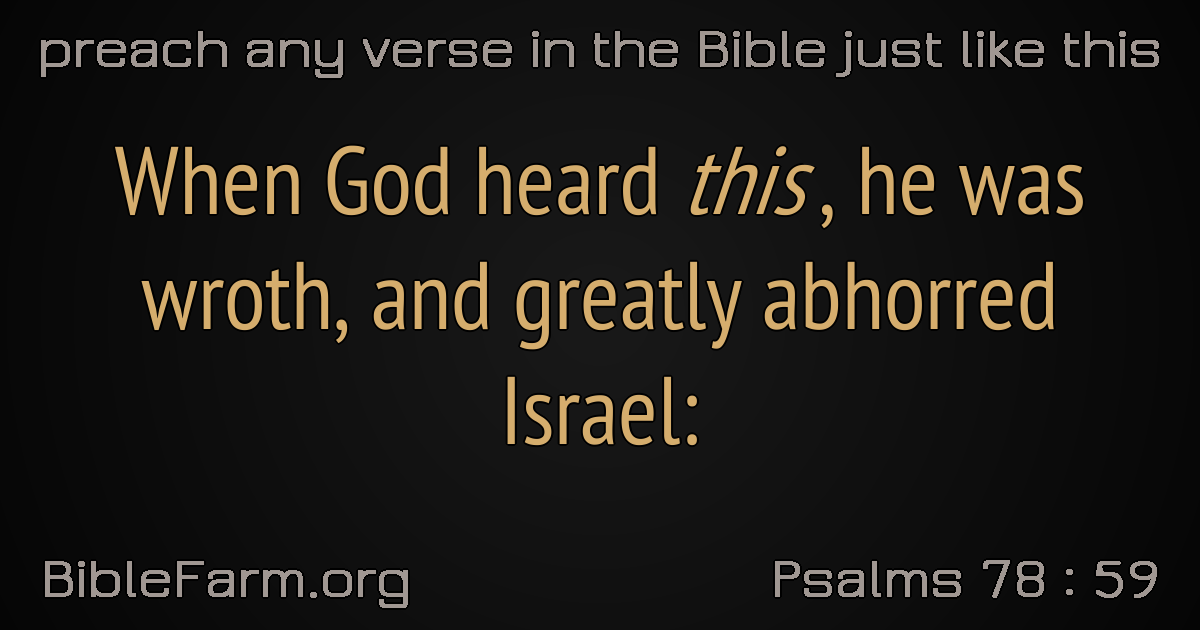 preach any verse in the Bible just like this
When God heard this, he was
wroth, and greatly abhorred
Israel:
BibleFarm.org
Psalms 78 : 59